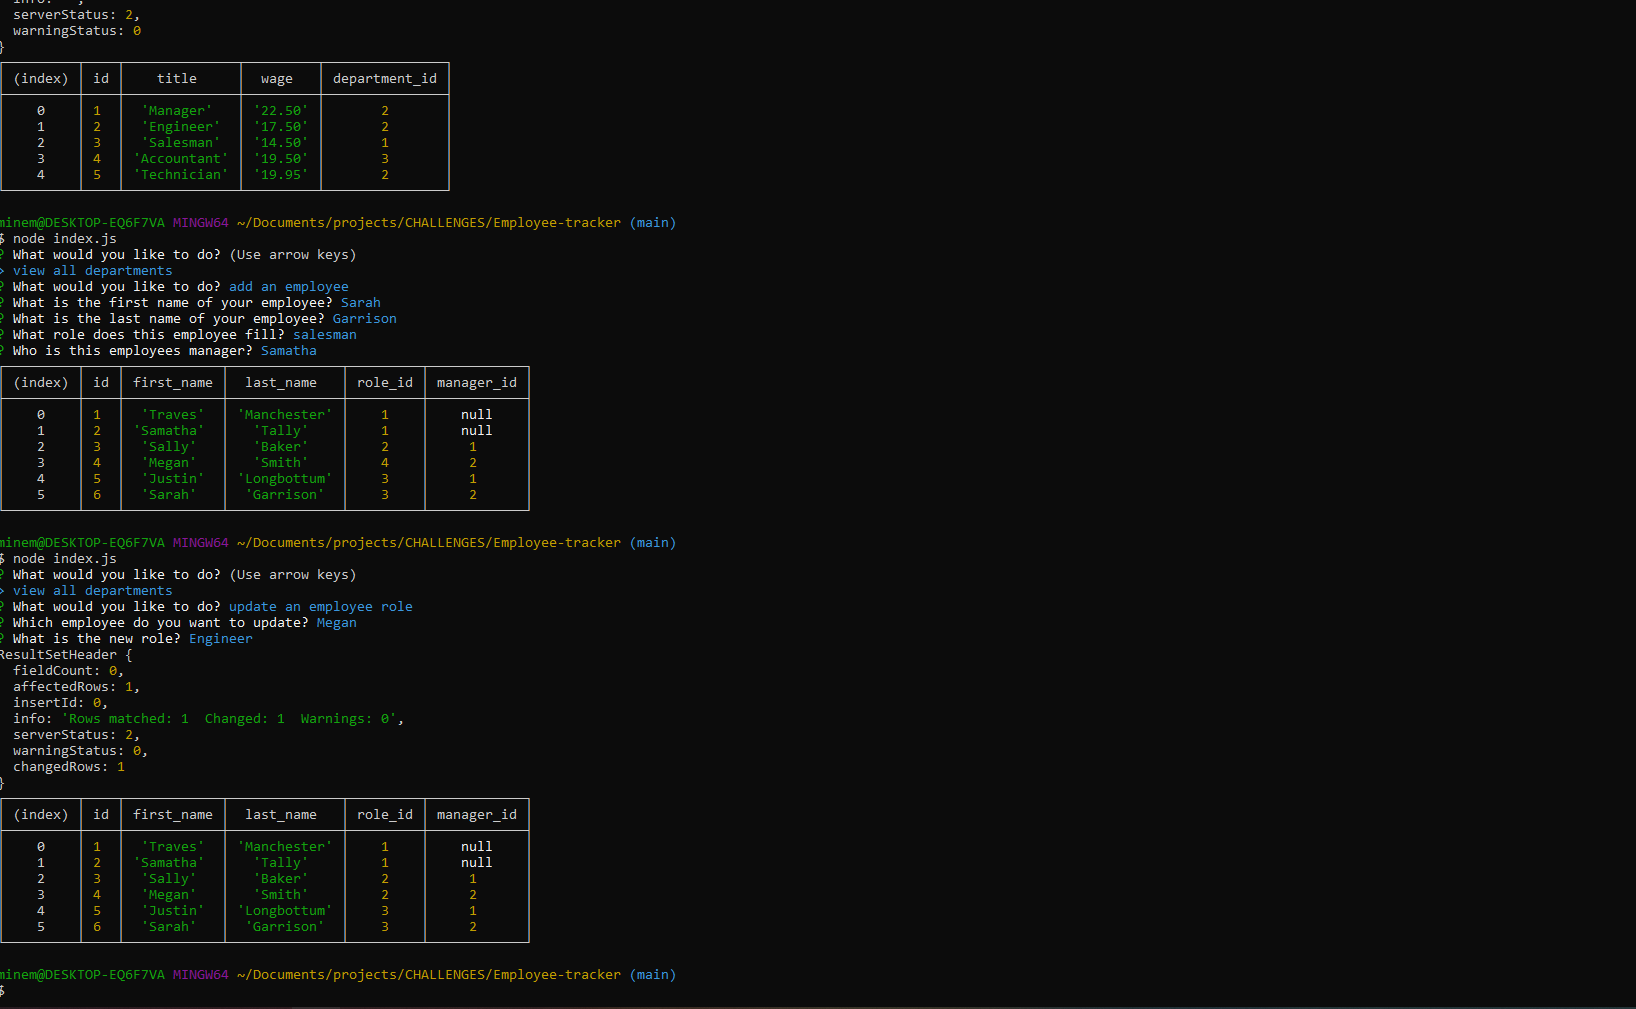 serverStatus: 2,
warningStatus: 0
}
(index) id title wage department_id
0 1 'Manager' '22.50' 2
1 2 'Engineer' '17.50' 2
2 3 'Salesman' '14.50' 1
3 4 'Accountant' '19.50' 3
4 5 'Technician' '19.95' 2
minem@DESKTOP-EQ6F7VA MINGW64 ~/Documents/projects/CHALLENGES/Employee-tracker (main)
$ node index.js
? What would you like to do? (Use arrow keys)
> view all departments
? What would you like to do? add an employee
? What is the first name of your employee? Sarah
? What is the last name of your employee? Garrison
? What role does this employee fill? salesman
? Who is this employees manager? Samatha
(index) id first_name last_name role_id manager_id
0 1 'Traves' 'Manchester' 1 null
1 2 'Samatha' 'Tally' 1 null
2 3 'Sally' 'Baker' 2 1
3 4 'Megan' 'Smith' 4 2
4 5 'Justin' 'Longbottum' 3 1
5 6 'Sarah' 'Garrison' 3 2
minem@DESKTOP-EQ6F7VA MINGW64 ~/Documents/projects/CHALLENGES/Employee-tracker (main)
$ node index.js
? What would you like to do? (Use arrow keys)
> view all departments
? What would you like to do? update an employee role
? Which employee do you want to update? Megan
? What is the new role? Engineer
ResultSetHeader {
fieldCount: 0,
affectedRows: 1,
insertId: 0,
info: 'Rows matched: 1  Changed: 1  Warnings: 0',
serverStatus: 2,
warningStatus: 0,
changedRows: 1
}
(index) id first_name last_name role_id manager_id
0 1 'Traves' 'Manchester' 1 null
1 2 'Samatha' 'Tally' 1 null
2 3 'Sally' 'Baker' 2 1
3 4 'Megan' 'Smith' 2 2
4 5 'Justin' 'Longbottum' 3 1
5 6 'Sarah' 'Garrison' 3 2
minem@DESKTOP-EQ6F7VA MINGW64 ~/Documents/projects/CHALLENGES/Employee-tracker (main)
$